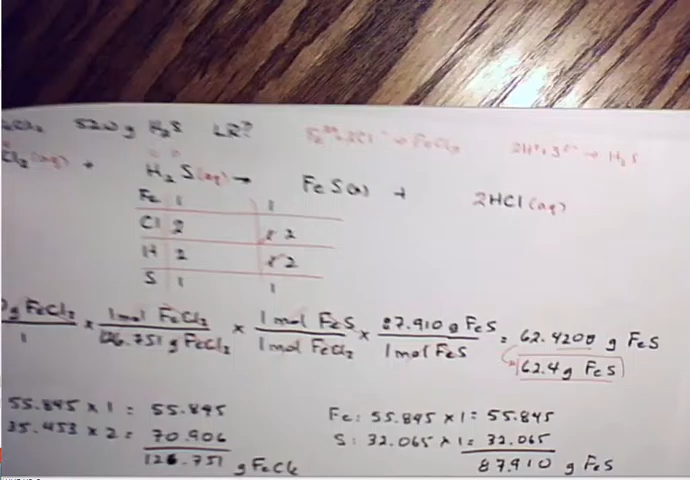 520 g H₂S LR?
Cl₂(aq) + H₂S(aq) → FeS(s) + 2HCl(aq)
Fe 1 1
Cl 2 2
H 2 2
S 1 1
g FeCl₂/1 × 1 mol FeCl₂/126.751 g FeCl₂ × 1 mol FeS/1 mol FeCl₂ × 87.910 g FeS/1 mol FeS = 62.4200 g FeS
62.4 g FeS
55.845 × 1 = 55.845 Fe: 55.845 × 1 = 55.845
35.453 × 2 = 70.906 S: 32.065 × 1 = 32.065
126.751 g FeCl₂ 87.910 g FeS